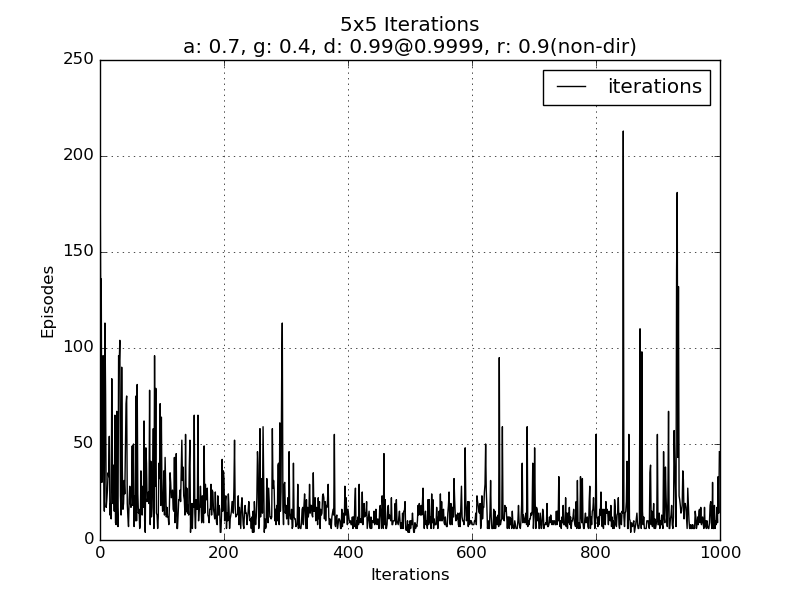 5x5 Iterations
a: 0.7, g: 0.4, d: 0.99@0.9999, r: 0.9(non-dir)
250
iterations
200
150
Episodes
100
50
0
0 200 400 600 800 1000
Iterations